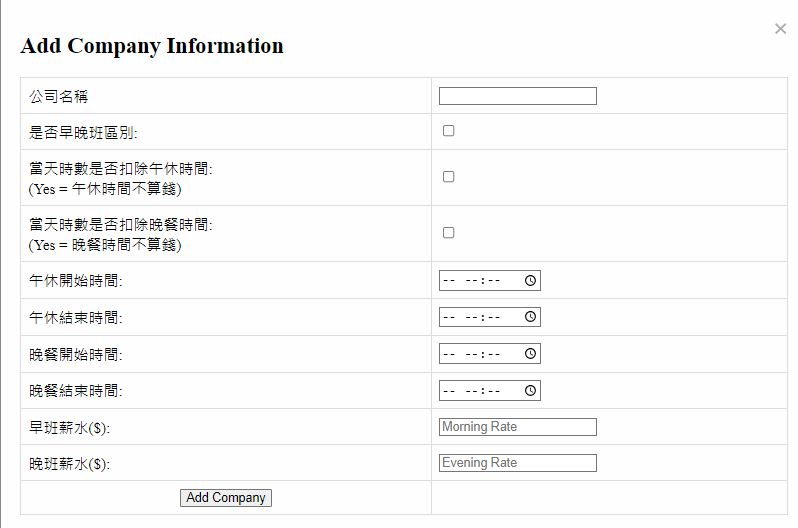 ×
Add Company Information
公司名稱
是否早晚班區別:
當天時數是否扣除午休時間:
(Yes = 午休時間不算錢)
當天時數是否扣除晚餐時間:
(Yes = 晚餐時間不算錢)
午休開始時間: -- --:--
午休結束時間: -- --:--
晚餐開始時間: -- --:--
晚餐結束時間: -- --:--
早班薪水($): Morning Rate
晚班薪水($): Evening Rate
Add Company